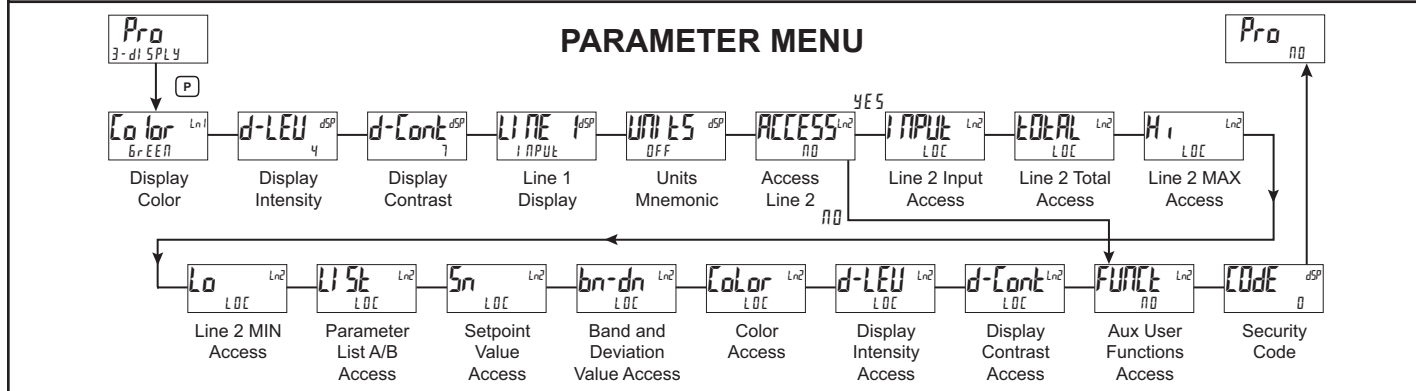 PARAMETER MENU
Pro
3-dISPLY
P
Pro
NO
YES
Color Ln1
GrEEN
Display
Color
d-LEV dSP
4
Display
Intensity
d-Cont dSP
7
Display
Contrast
LINE 1 dSP
INPUt
Line 1
Display
UNItS dSP
OFF
Units
Mnemonic
ACCESS Ln2
NO
Access
Line 2
INPUt Ln2
LOC
Line 2 Input
Access
tOtAL Ln2
LOC
Line 2 Total
Access
HI Ln2
LOC
Line 2 MAX
Access
NO
Lo Ln2
LOC
Line 2 MIN
Access
LISt Ln2
LOC
Parameter
List A/B
Access
Sn Ln2
LOC
Setpoint
Value
Access
bn-dn Ln2
LOC
Band and
Deviation
Value Access
CoLor Ln2
LOC
Color
Access
d-LEV Ln2
LOC
Display
Intensity
Access
d-Cont Ln2
LOC
Display
Contrast
Access
FUNCt Ln2
NO
Aux User
Functions
Access
COdE dSP
0
Security
Code